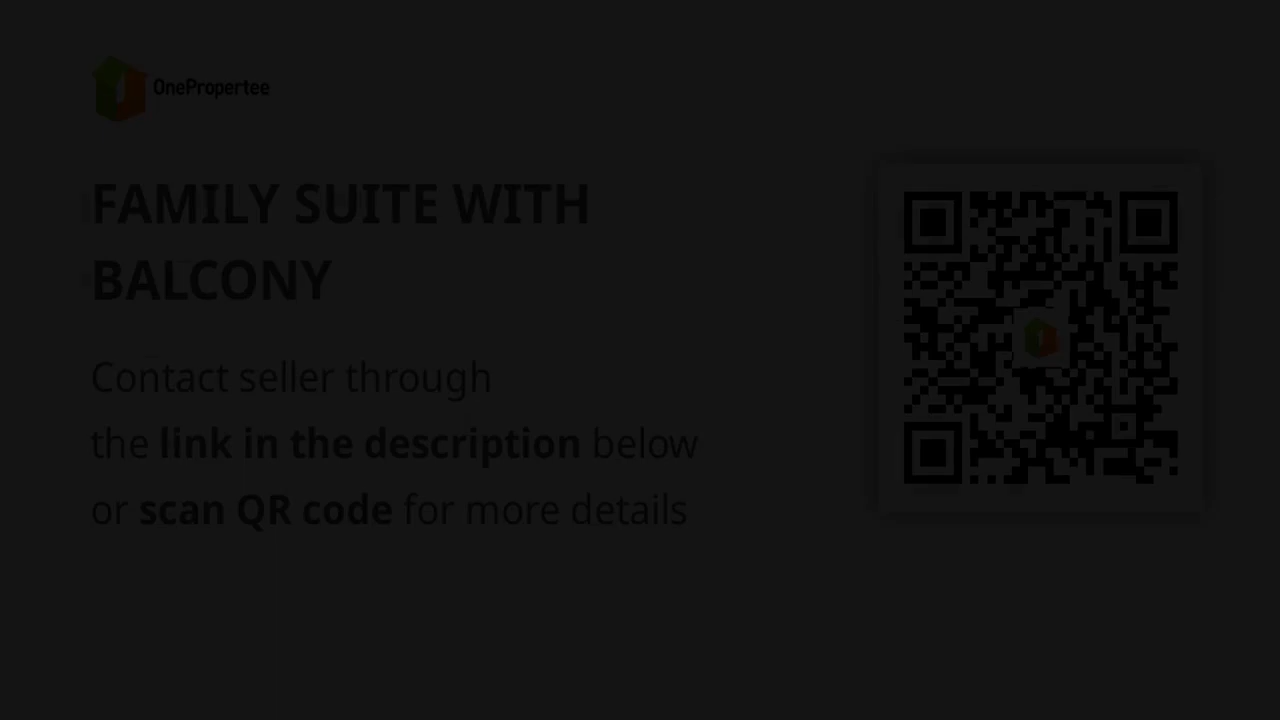 OnePropertee
FAMILY SUITE WITH
BALCONY
Contact seller through
the link in the description below
or scan QR code for more details